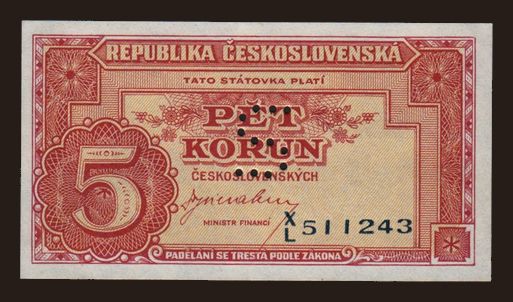 REPUBLIKA ČESKOSLOVENSKÁ
TATO STÁTOVKA PLATÍ
PĚT
KORUN
ČESKOSLOVENSKÝCH
5
MINISTR FINANCÍ
X/L 511243
PADĚLÁNÍ SE TRESTÁ PODLE ZÁKONA